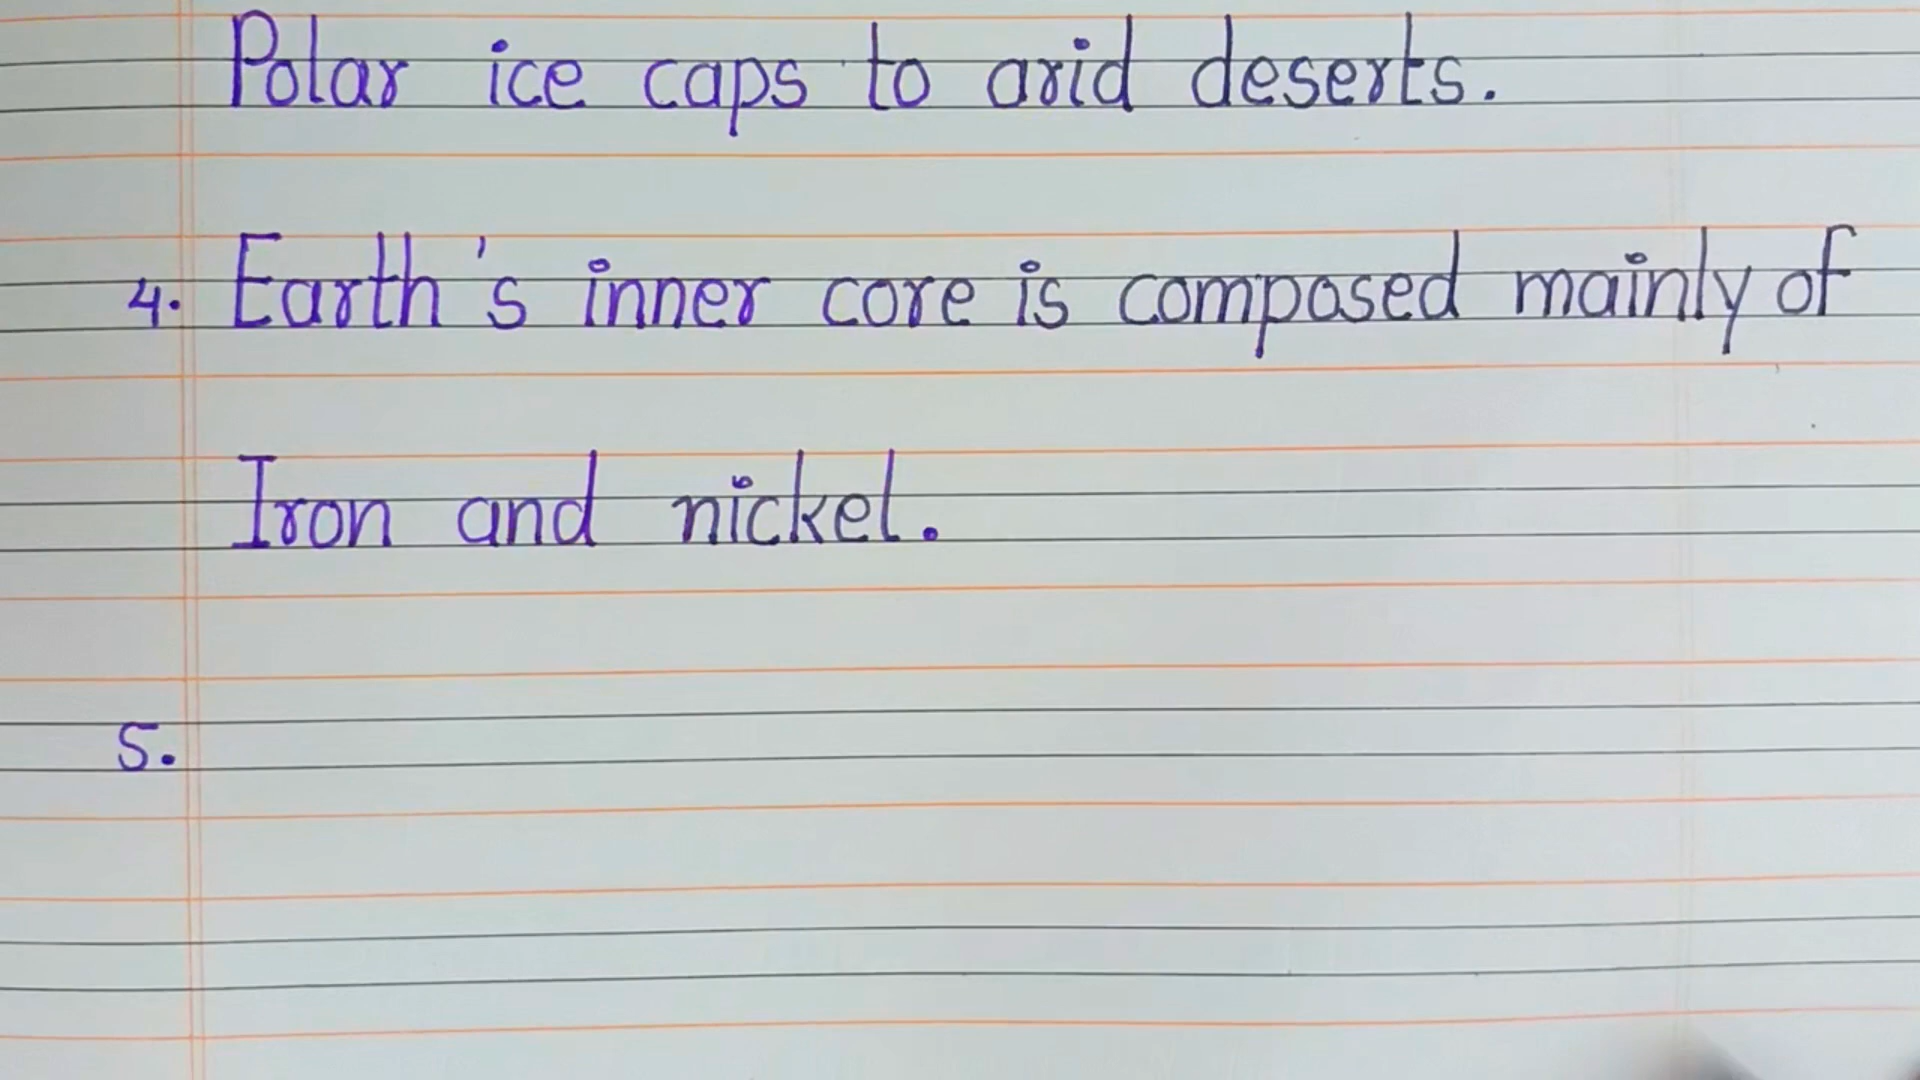 Polar ice caps to arid deserts.
4. Earth's inner core is composed mainly of
Iron and nickel.
5.